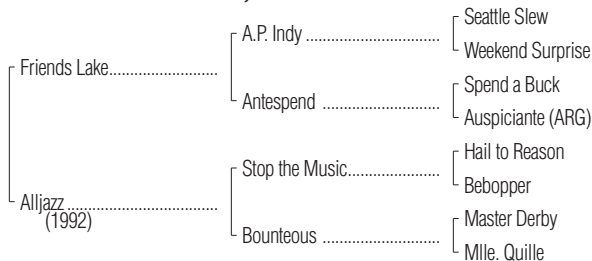 Seattle Slew
A.P. Indy
Weekend Surprise
Friends Lake
Spend a Buck
Antespend
Auspiciante (ARG)
Hail to Reason
Stop the Music
Bebopper
Alljazz
(1992)
Master Derby
Bounteous
Mlle. Quille